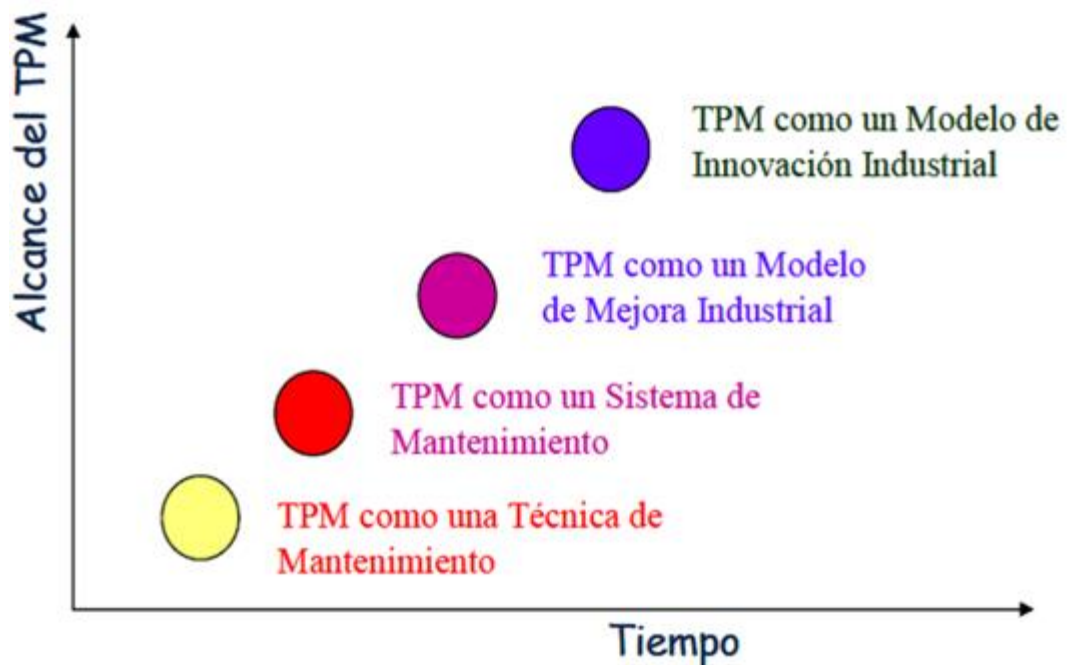 Alcance del TPM
TPM como un Modelo de
Innovación Industrial
TPM como un Modelo
de Mejora Industrial
TPM como un Sistema de
Mantenimiento
TPM como una Técnica de
Mantenimiento
Tiempo